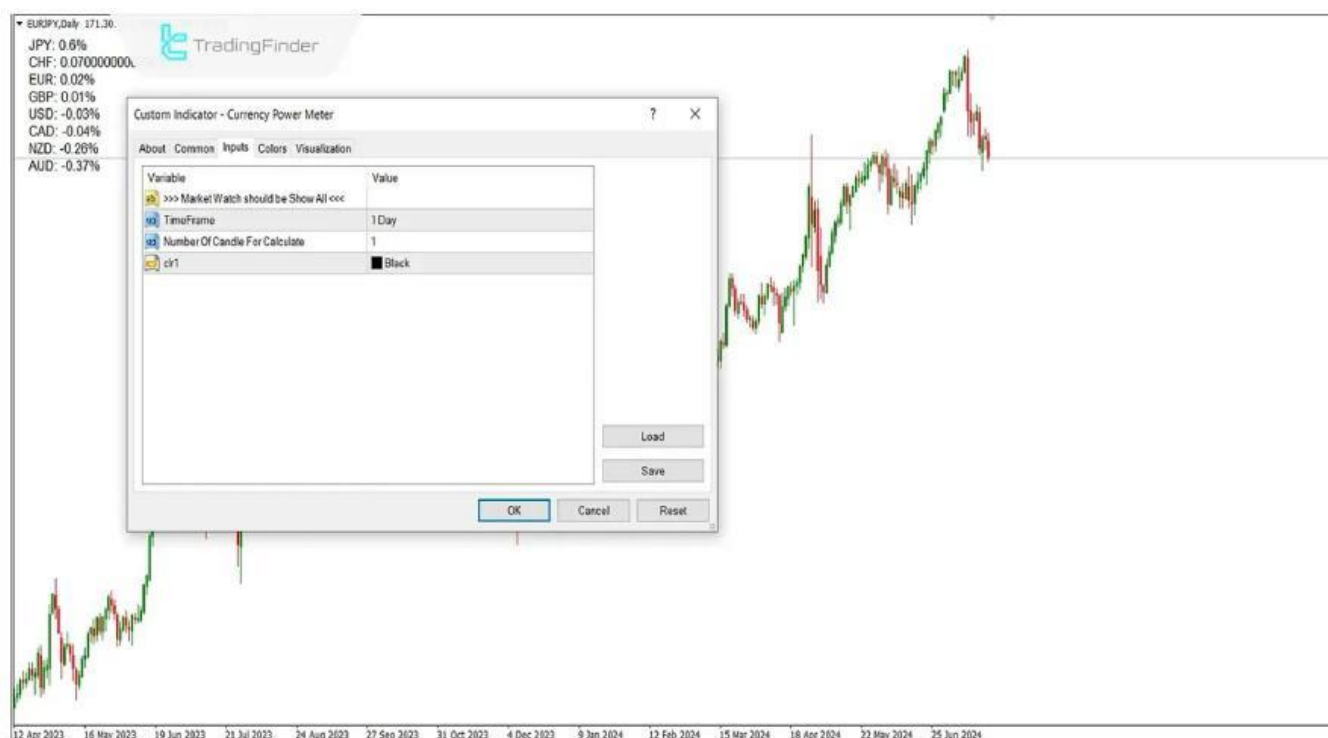 EURJPY,Daily 171.30.
TradingFinder
JPY: 0.6%
CHF: 0.070000000
EUR: 0.02%
GBP: 0.01%
USD: -0.03%
CAD: -0.04%
NZD: -0.26%
AUD: -0.37%
Custom Indicator - Currency Power Meter
? ×
About Common Inputs Colors Visualization
Variable Value
ab >>> Market Watch should be Show All <<<
123 TimeFrame 1 Day
123 Number Of Candle For Calculate 1
clr1 Black
Load
Save
OK Cancel Reset
12 Apr 2023 16 May 2023 19 Jun 2023 21 Jul 2023 24 Aug 2023 27 Sep 2023 31 Oct 2023 4 Dec 2023 9 Jan 2024 12 Feb 2024 15 Mar 2024 18 Apr 2024 22 May 2024 25 Jun 2024